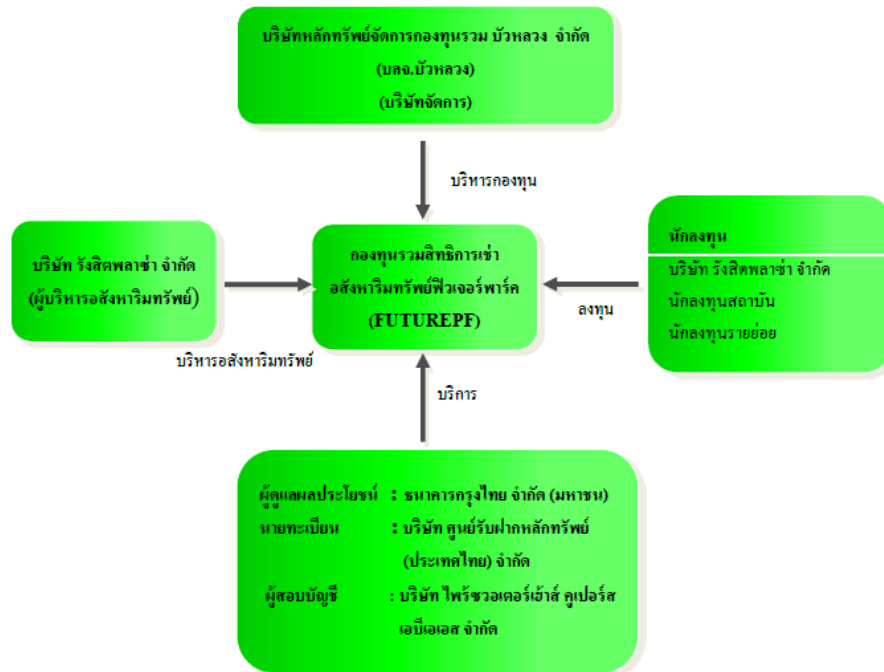 บริษัทหลักทรัพย์จัดการกองทุนรวม บัวหลวง จำกัด
(บลจ.บัวหลวง)
(บริษัทจัดการ)
บริหารกองทุน
บริษัท รังสิตพลาซ่า จำกัด
(ผู้บริหารอสังหาริมทรัพย์)
บริหารอสังหาริมทรัพย์
กองทุนรวมสิทธิการเช่า
อสังหาริมทรัพย์ฟิวเจอร์พาร์ค
(FUTUREPF)
ลงทุน
นักลงทุน
บริษัท รังสิตพลาซ่า จำกัด
นักลงทุนสถาบัน
นักลงทุนรายย่อย
บริการ
ผู้ดูแลผลประโยชน์ : ธนาคารกรุงไทย จำกัด (มหาชน)
นายทะเบียน : บริษัท ศูนย์รับฝากหลักทรัพย์
(ประเทศไทย) จำกัด
ผู้สอบบัญชี : บริษัท ไพร้ซวอเตอร์เฮ้าส์ คูเปอร์ส
เอบีเอเอส จำกัด